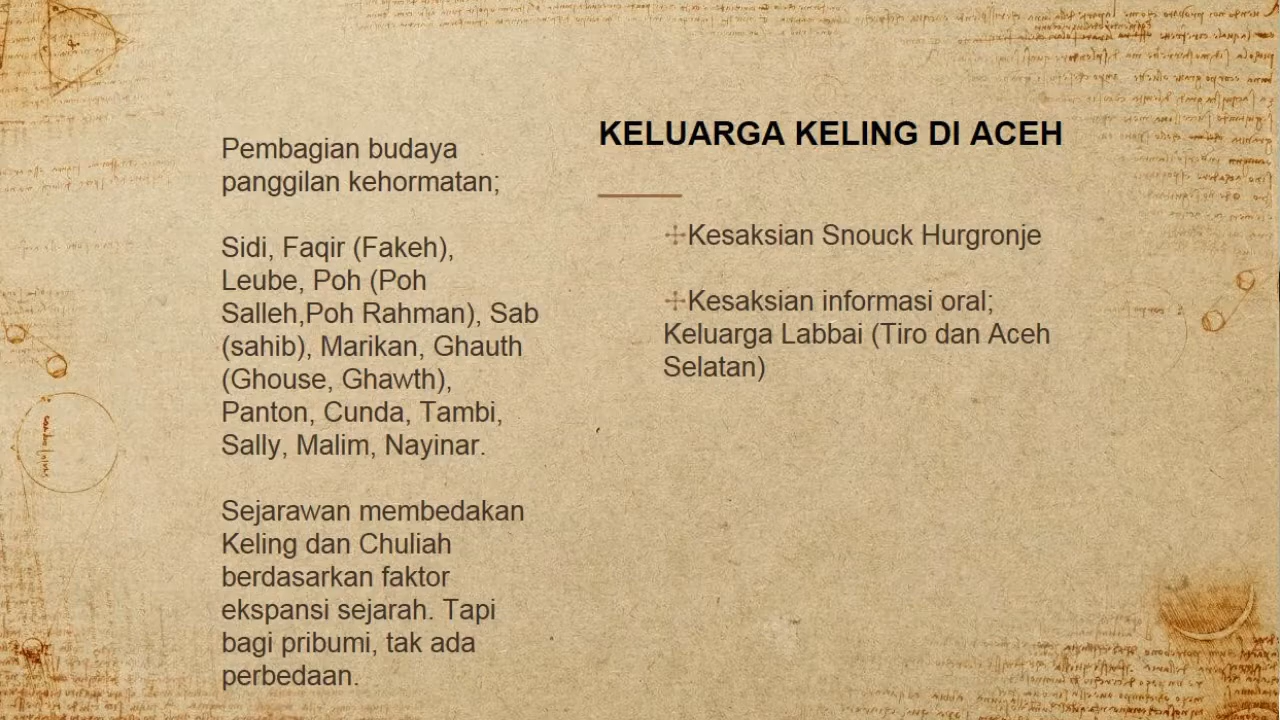 Pembagian budaya
panggilan kehormatan;
Sidi, Faqir (Fakeh),
Leube, Poh (Poh
Salleh,Poh Rahman), Sab
(sahib), Marikan, Ghauth
(Ghouse, Ghawth),
Panton, Cunda, Tambi,
Sally, Malim, Nayinar.
Sejarawan membedakan
Keling dan Chuliah
berdasarkan faktor
ekspansi sejarah. Tapi
bagi pribumi, tak ada
perbedaan.
KELUARGA KELING DI ACEH
Kesaksian Snouck Hurgronje
Kesaksian informasi oral;
Keluarga Labbai (Tiro dan Aceh
Selatan)